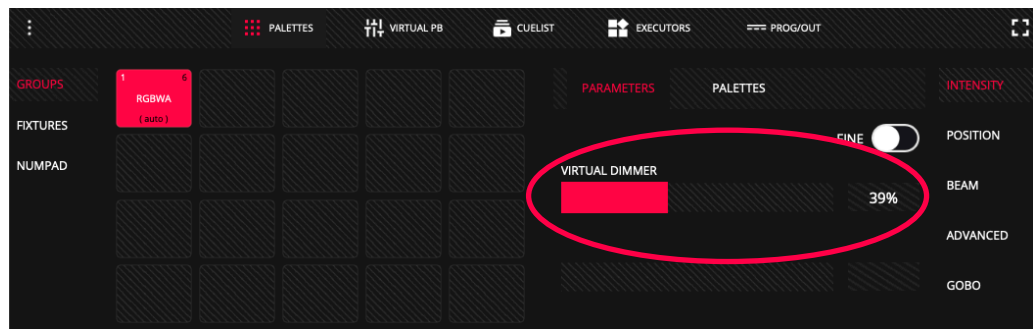 PALETTES
VIRTUAL PB
CUELIST
EXECUTORS
PROG/OUT
GROUPS
FIXTURES
NUMPAD
1 6
RGBWA
( auto )
PARAMETERS
PALETTES
FINE
VIRTUAL DIMMER
39%
INTENSITY
POSITION
BEAM
ADVANCED
GOBO